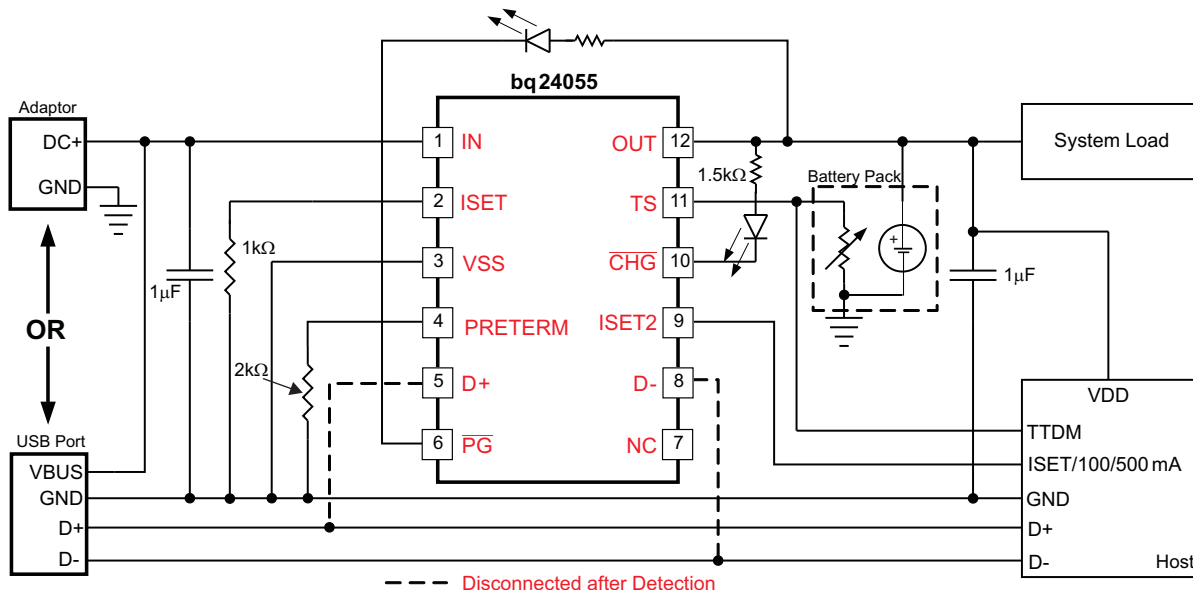 bq24055
Adaptor
DC+
GND
OR
USB Port
VBUS
GND
D+
D-
1μF
1kΩ
2kΩ
1 IN
2 ISET
3 VSS
4 PRETERM
5 D+
6 PG
OUT 12
TS 11
CHG 10
ISET2 9
D- 8
NC 7
1.5kΩ
Battery Pack
+
1μF
System Load
VDD
TTDM
ISET/100/500 mA
GND
D+
D-
Host
Disconnected after Detection